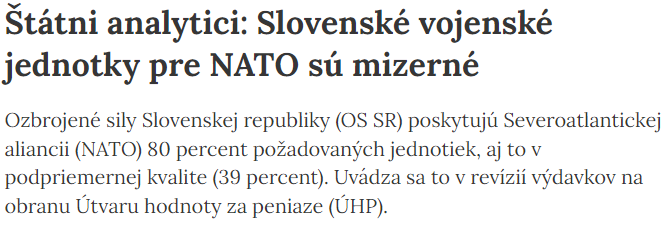 Štátni analytici: Slovenské vojenské
jednotky pre NATO sú mizerné
Ozbrojené sily Slovenskej republiky (OS SR) poskytujú Severoatlantickej
aliancii (NATO) 80 percent požadovaných jednotiek, aj to v
podpriemernej kvalite (39 percent). Uvádza sa to v revízií výdavkov na
obranu Útvaru hodnoty za peniaze (ÚHP).